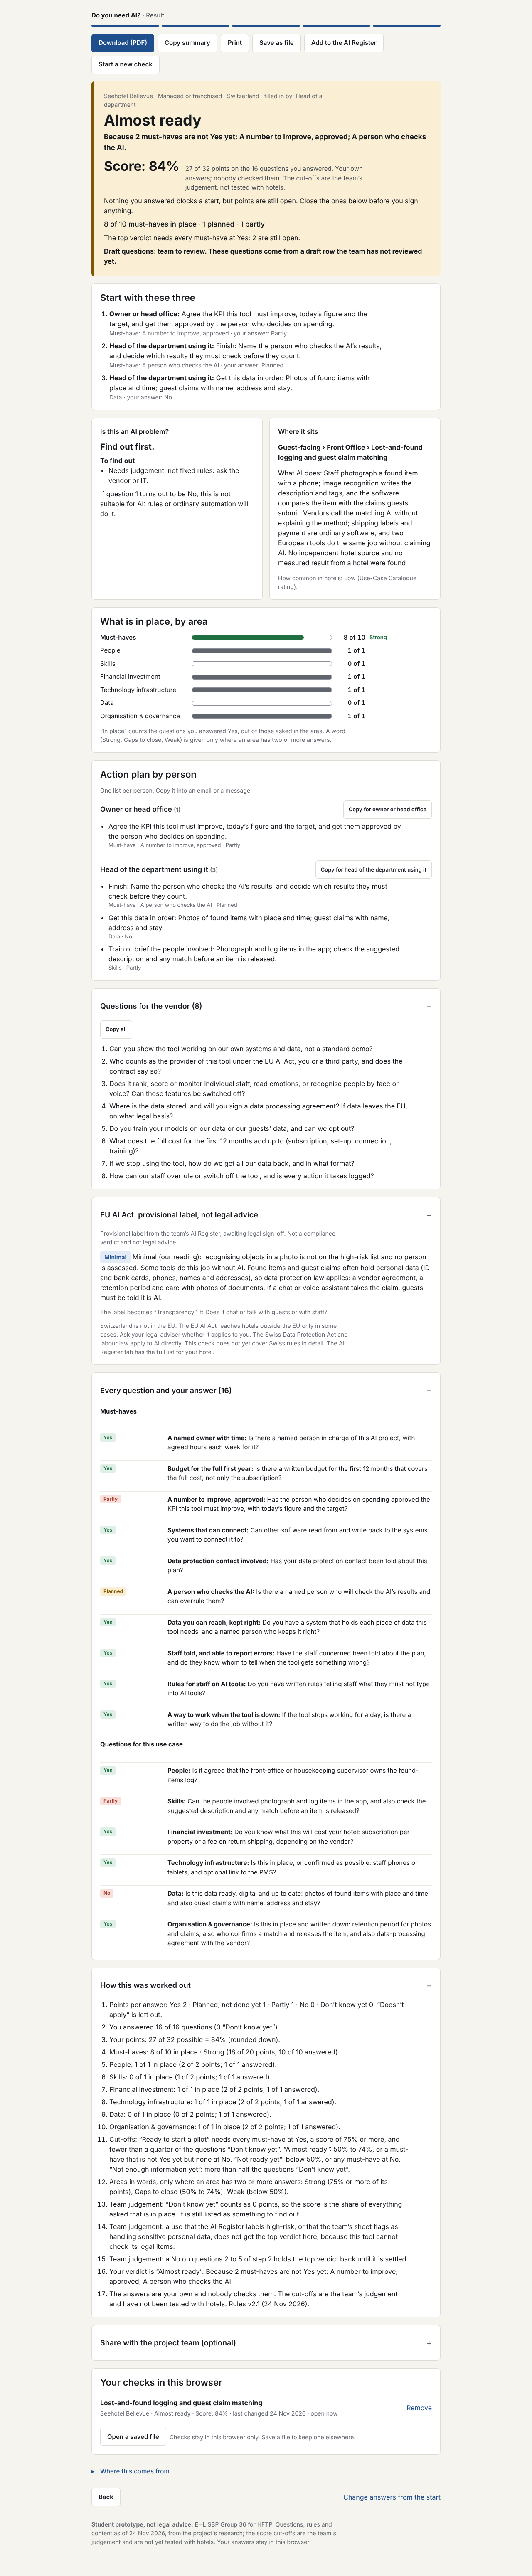 Do you need AI? · Result
Download (PDF)
Copy summary
Print
Save as file
Add to the AI Register
Start a new check
Seehotel Bellevue · Managed or franchised · Switzerland · filled in by: Head of a
department
Almost ready
Because 2 must-haves are not Yes yet: A number to improve, approved; A person who checks
the AI.
Score: 84%
27 of 32 points on the 16 questions you answered. Your own
answers; nobody checked them. The cut-offs are the team’s
judgement, not tested with hotels.
Nothing you answered blocks a start, but points are still open. Close the ones below before you sign
anything.
8 of 10 must-haves in place · 1 planned · 1 partly
The top verdict needs every must-have at Yes: 2 are still open.
Draft questions: team to review. These questions come from a draft row the team has not reviewed
yet.
Start with these three
1. Owner or head office: Agree the KPI this tool must improve, today’s figure and the
target, and get them approved by the person who decides on spending.
Must-have: A number to improve, approved · your answer: Partly
2. Head of the department using it: Finish: Name the person who checks the AI’s results,
and decide which results they must check before they count.
Must-have: A person who checks the AI · your answer: Planned
3. Head of the department using it: Get this data in order: Photos of found items with
place and time; guest claims with name, address and stay.
Data · your answer: No
Is this an AI problem?
Find out first.
To find out
• Needs judgement, not fixed rules: ask the
vendor or IT.
If question 1 turns out to be No, this is not
suitable for AI: rules or ordinary automation will
do it.
Where it sits
Guest-facing › Front Office › Lost-and-found
logging and guest claim matching
What AI does: Staff photograph a found item
with a phone; image recognition writes the
description and tags, and the software
compares the item with the claims guests
submit. Vendors call the matching AI without
explaining the method; shipping labels and
payment are ordinary software, and two
European tools do the same job without claiming
AI. No independent hotel source and no
measured result from a hotel were found
How common in hotels: Low (Use-Case Catalogue
rating).
What is in place, by area
Must-haves 8 of 10 Strong
People 1 of 1
Skills 0 of 1
Financial investment 1 of 1
Technology infrastructure 1 of 1
Data 0 of 1
Organisation & governance 1 of 1
“In place” counts the questions you answered Yes, out of those asked in the area. A word
(Strong, Gaps to close, Weak) is given only where an area has two or more answers.
Action plan by person
One list per person. Copy it into an email or a message.
Owner or head office (1)
Copy for owner or head office
• Agree the KPI this tool must improve, today’s figure and the target, and get them approved by
the person who decides on spending.
Must-have · A number to improve, approved · Partly
Head of the department using it (3)
Copy for head of the department using it
• Finish: Name the person who checks the AI’s results, and decide which results they must
check before they count.
Must-have · A person who checks the AI · Planned
• Get this data in order: Photos of found items with place and time; guest claims with name,
address and stay.
Data · No
• Train or brief the people involved: Photograph and log items in the app; check the suggested
description and any match before an item is released.
Skills · Partly
Questions for the vendor (8)
−
Copy all
1. Can you show the tool working on our own systems and data, not a standard demo?
2. Who counts as the provider of this tool under the EU AI Act, you or a third party, and does the
contract say so?
3. Does it rank, score or monitor individual staff, read emotions, or recognise people by face or
voice? Can those features be switched off?
4. Where is the data stored, and will you sign a data processing agreement? If data leaves the EU,
on what legal basis?
5. Do you train your models on our data or our guests’ data, and can we opt out?
6. What does the full cost for the first 12 months add up to (subscription, set-up, connection,
training)?
7. If we stop using the tool, how do we get all our data back, and in what format?
8. How can our staff overrule or switch off the tool, and is every action it takes logged?
EU AI Act: provisional label, not legal advice
−
Provisional label from the team’s AI Register, awaiting legal sign-off. Not a compliance
verdict and not legal advice.
Minimal Minimal (our reading): recognising objects in a photo is not on the high-risk list and no person
is assessed. Some tools do this job without AI. Found items and guest claims often hold personal data (ID
and bank cards, phones, names and addresses), so data protection law applies: a vendor agreement, a
retention period and care with photos of documents. If a chat or voice assistant takes the claim, guests
must be told it is AI.
The label becomes “Transparency” if: Does it chat or talk with guests or with staff?
Switzerland is not in the EU: The EU AI Act reaches hotels outside the EU only in some
cases. Ask your legal adviser whether it applies to you. The Swiss Data Protection Act and
labour law apply to AI directly. This check does not yet cover Swiss rules in detail. The AI
Register tab has the full list for your hotel.
Every question and your answer (16)
−
Must-haves
Yes A named owner with time: Is there a named person in charge of this AI project, with
agreed hours each week for it?
Yes Budget for the full first year: Is there a written budget for the first 12 months that covers
the full cost, not only the subscription?
Partly A number to improve, approved: Has the person who decides on spending approved the
KPI this tool must improve, with today’s figure and the target?
Yes Systems that can connect: Can other software read from and write back to the systems
you want to connect it to?
Yes Data protection contact involved: Has your data protection contact been told about this
plan?
Planned A person who checks the AI: Is there a named person who will check the AI’s results and
can overrule them?
Yes Data you can reach, kept right: Do you have a system that holds each piece of data this
tool needs, and a named person who keeps it right?
Yes Staff told, and able to report errors: Have the staff concerned been told about the plan,
and do they know whom to tell when the tool gets something wrong?
Yes Rules for staff on AI tools: Do you have written rules telling staff what they must not type
into AI tools?
Yes A way to work when the tool is down: If the tool stops working for a day, is there a
written way to do the job without it?
Questions for this use case
Yes People: Is it agreed that the front-office or housekeeping supervisor owns the found-
items log?
Partly Skills: Can the people involved photograph and log items in the app, and also check the
suggested description and any match before an item is released?
Yes Financial investment: Do you know what this will cost your hotel: subscription per
property or a fee on return shipping, depending on the vendor?
Yes Technology infrastructure: Is this in place, or confirmed as possible: staff phones or
tablets, and optional link to the PMS?
No Data: Is this data ready, digital and up to date: photos of found items with place and time,
and also guest claims with name, address and stay?
Yes Organisation & governance: Is this in place and written down: retention period for photos
and claims, also who confirms a match and releases the item, and also data-processing
agreement with the vendor?
How this was worked out
−
1. Points per answer: Yes 2 · Planned, not done yet 1 · Partly 1 · No 0 · Don’t know yet 0. “Doesn’t
apply” is left out.
2. You answered 16 of 16 questions (0 “Don’t know yet”).
3. Your points: 27 of 32 possible = 84% (rounded down).
4. Must-haves: 8 of 10 in place · Strong (18 of 20 points; 10 of 10 answered).
5. People: 1 of 1 in place (2 of 2 points; 1 of 1 answered).
6. Skills: 0 of 1 in place (1 of 2 points; 1 of 1 answered).
7. Financial investment: 1 of 1 in place (2 of 2 points; 1 of 1 answered).
8. Technology infrastructure: 1 of 1 in place (2 of 2 points; 1 of 1 answered).
9. Data: 0 of 1 in place (0 of 2 points; 1 of 1 answered).
10. Organisation & governance: 1 of 1 in place (2 of 2 points; 1 of 1 answered).
11. Cut-offs: “Ready to start a pilot” needs every must-have at Yes, a score of 75% or more, and
fewer than a quarter of the questions “Don’t know yet”. “Almost ready”: 50% to 74%, or a must-
have that is not Yes yet but none at No. “Not ready yet”: below 50%, or any must-have at No.
“Not enough information yet”: more than half the questions “Don’t know yet”.
12. Areas in words, only where an area has two or more answers: Strong (75% or more of its
points), Gaps to close (50% to 74%), Weak (below 50%).
13. Team judgement: “Don’t know yet” counts as 0 points, so the score is the share of everything
asked that is in place. It is still listed as something to find out.
14. Team judgement: a use that the AI Register labels high-risk, or that the team’s sheet flags as
handling sensitive personal data, does not get the top verdict here, because this tool cannot
check its legal items.
15. Team judgement: a No on questions 2 to 5 of step 2 holds the top verdict back until it is settled.
16. Your verdict is “Almost ready”. Because 2 must-haves are not Yes yet: A number to improve,
approved; A person who checks the AI.
17. The answers are your own and nobody checks them. The cut-offs are the team’s judgement
and have not been tested with hotels. Rules v2.1 (24 Nov 2026).
Share with the project team (optional)
+
Your checks in this browser
Lost-and-found logging and guest claim matching
Seehotel Bellevue · Almost ready · Score: 84% · last changed 24 Nov 2026 · open now
Remove
Open a saved file
Checks stay in this browser only. Save a file to keep one elsewhere.
▸ Where this comes from
Back
Change answers from the start
Student prototype, not legal advice. EHL SBP Group 36 for HFTP. Questions, rules and
content as of 24 Nov 2026, from the project’s research; the score cut-offs are the team’s
judgement and are not yet tested with hotels. Your answers stay in this browser.